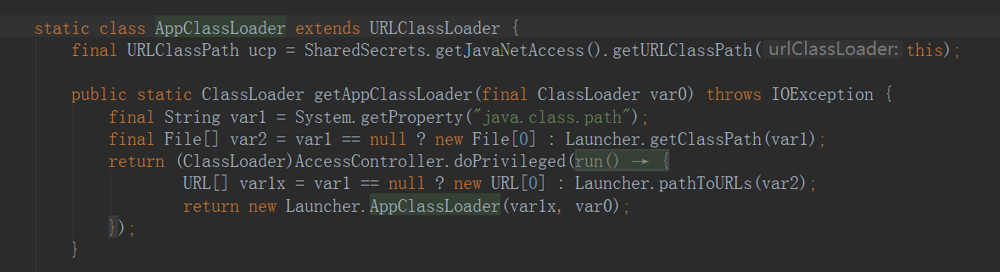 static class AppClassLoader extends URLClassLoader {
final URLClassPath ucp = SharedSecrets.getJavaNetAccess().getURLClassPath( urlClassLoader: this);
public static ClassLoader getAppClassLoader(final ClassLoader var0) throws IOException {
final String var1 = System.getProperty("java.class.path");
final File[] var2 = var1 == null ? new File[0] : Launcher.getClassPath(var1);
return (ClassLoader)AccessController.doPrivileged(run() → {
URL[] var1x = var1 == null ? new URL[0] : Launcher.pathToURLs(var2);
return new Launcher.AppClassLoader(var1x, var0);
});
}